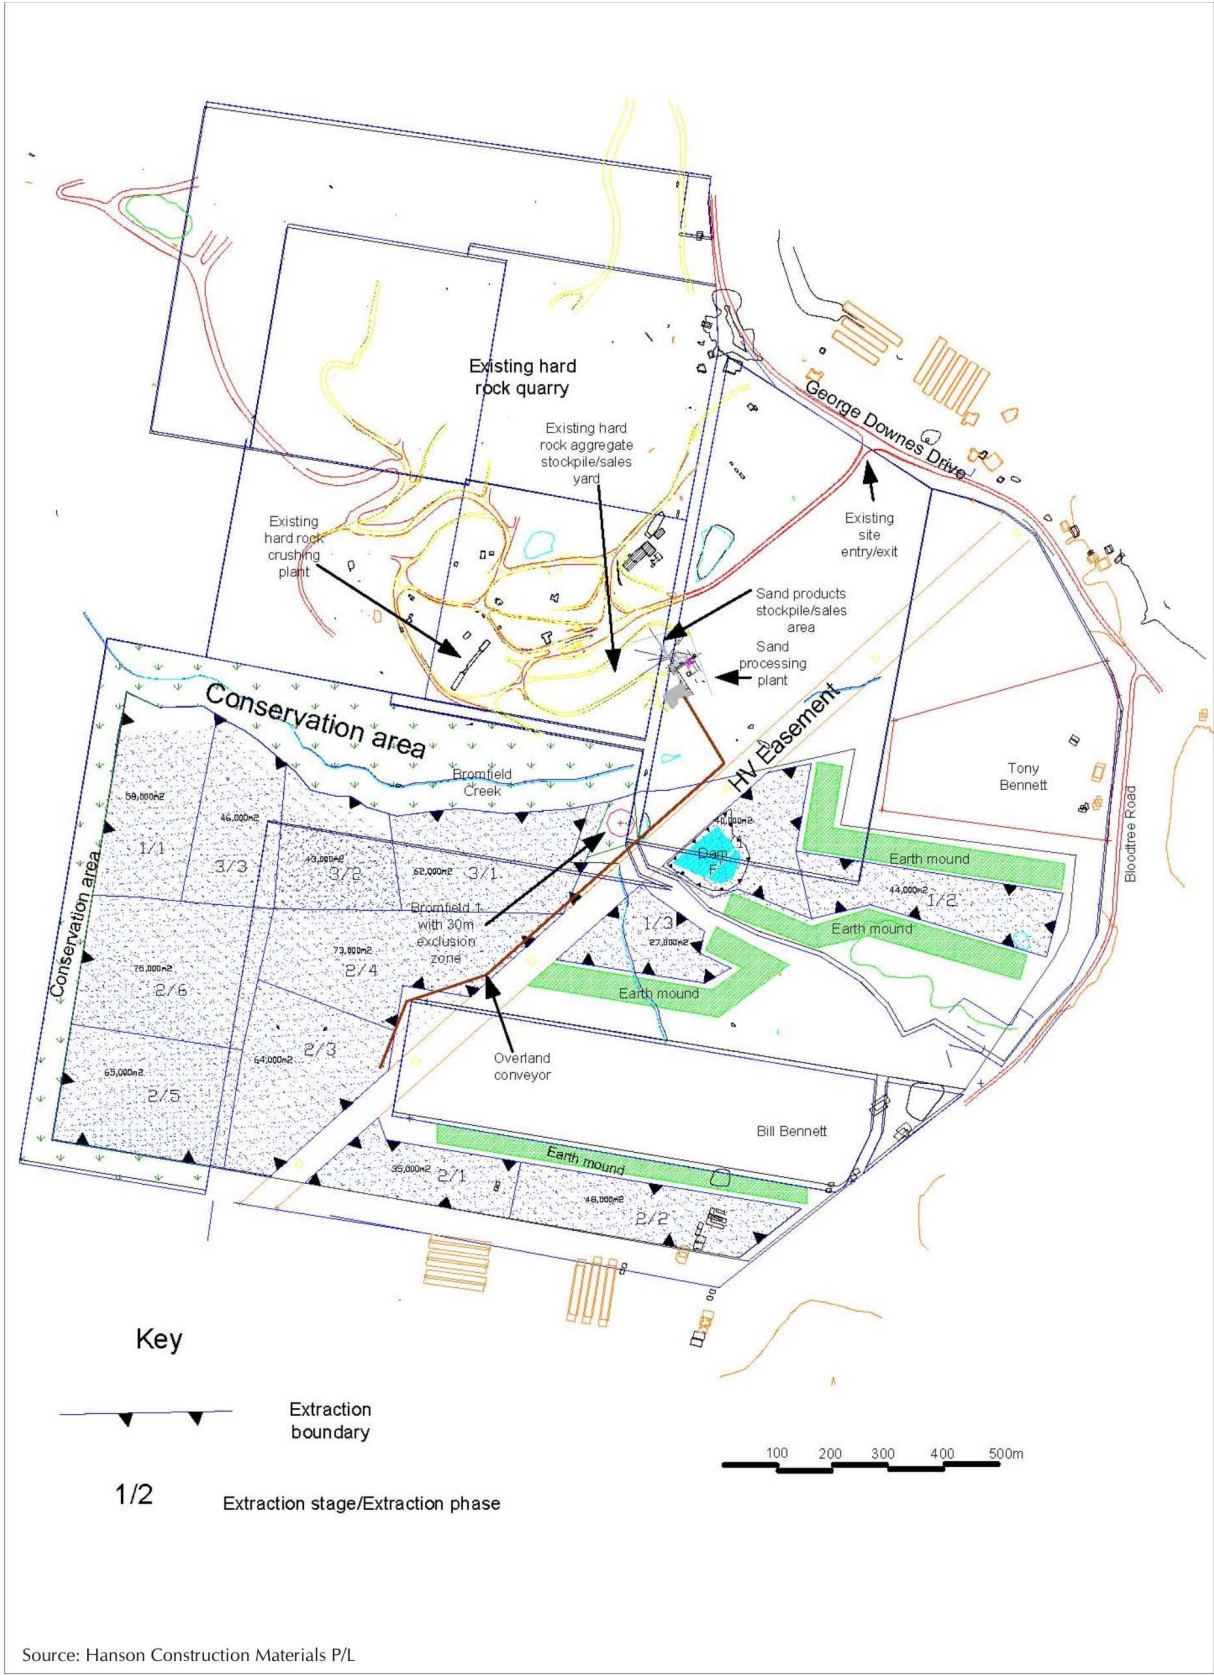 Existing hard
rock quarry
George Downes Drive
Existing hard
rock aggregate
stockpile/sales
yard
Existing
hard rock
crushing
plant
Existing
site
entry/exit
Sand products
stockpile/sales
area
Sand
processing
plant
Conservation area
HV Easement
Bromfield
Creek
Tony
Bennett
Bloodtree Road
46,000m2
1/1
3/3
3/2
62,000m2
3/1
Dam
F
Earth mound
44,000m2
1/2
Conservation area
Bromfield 1
with 30m
exclusion
zone
1/3
27,000m2
Earth mound
73,000m2
2/4
75,000m2
2/6
Earth mound
2/3
64,000m2
Overland
conveyor
65,000m2
2/5
Bill Bennett
Earth mound
35,000m2
2/1
48,000m2
2/2
Key
Extraction
boundary
100 200 300 400 500m
1/2
Extraction stage/Extraction phase
Source: Hanson Construction Materials P/L